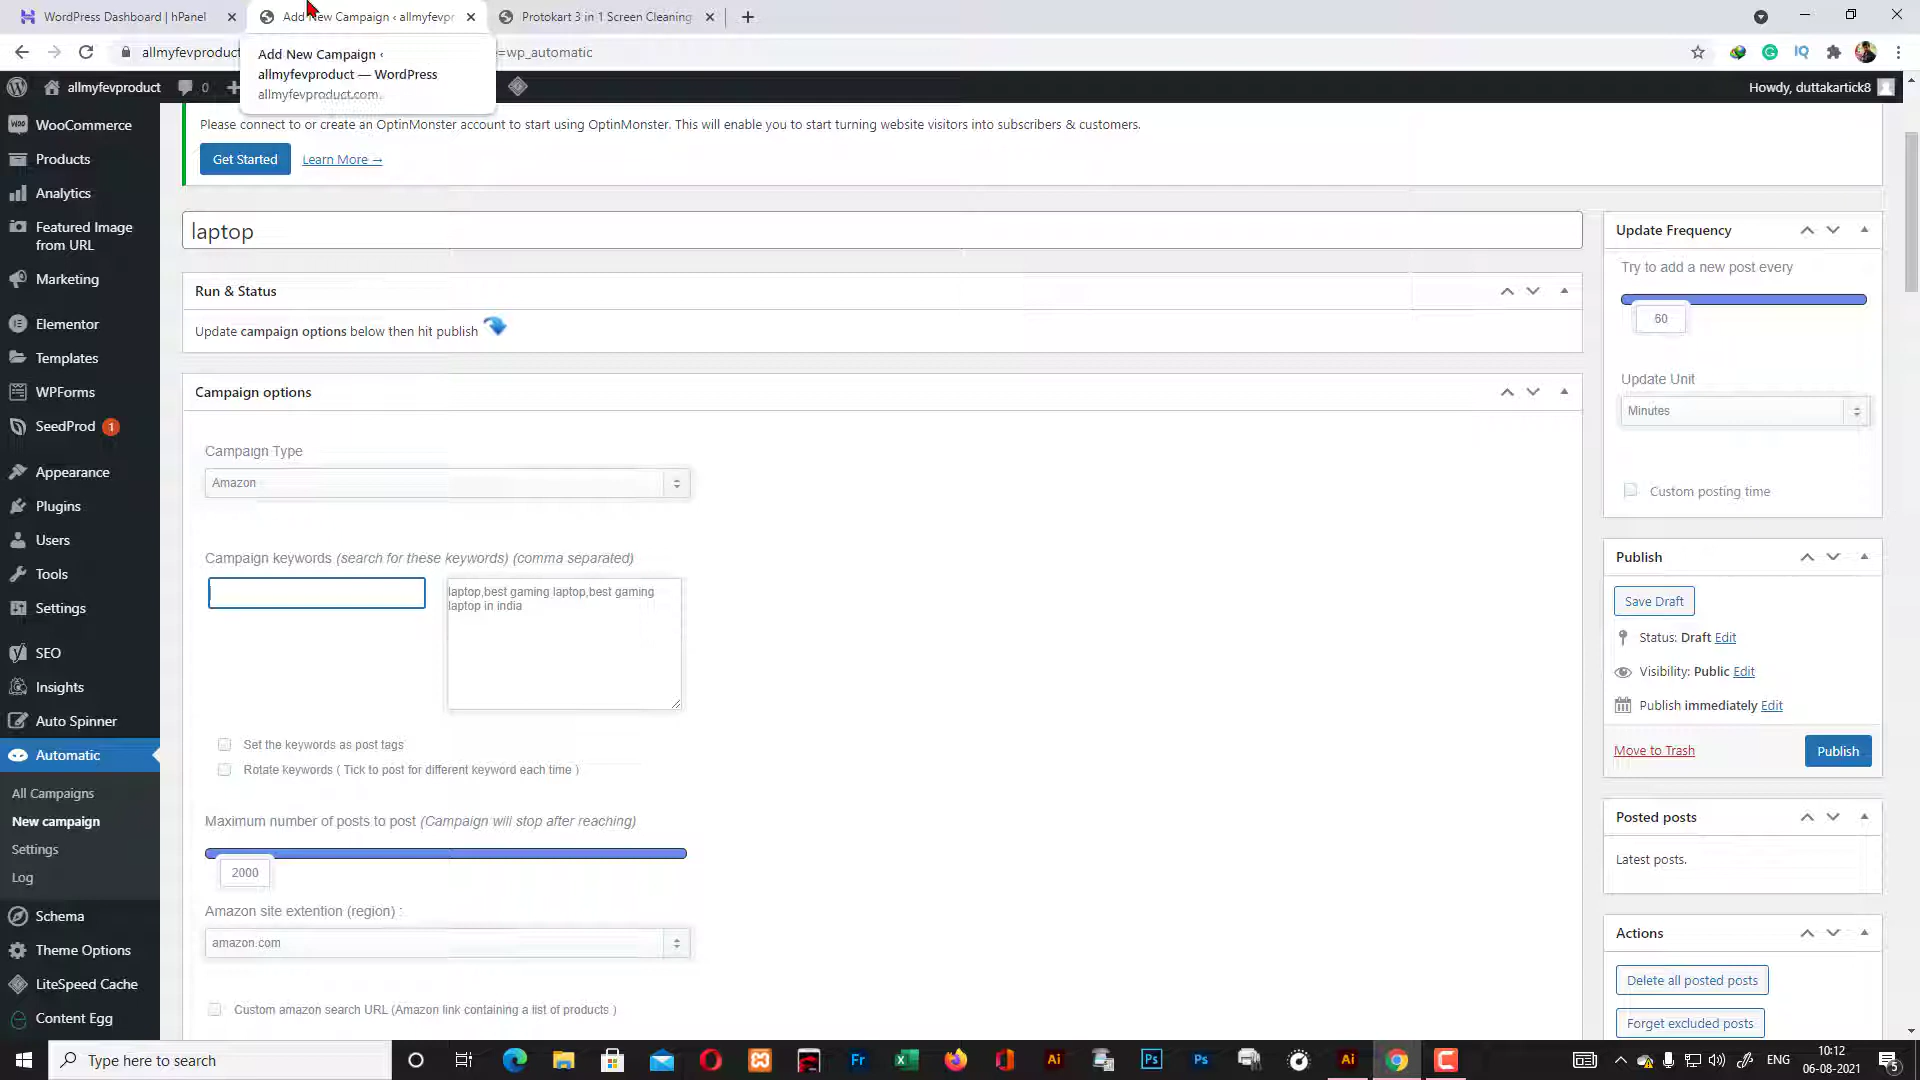 WordPress Dashboard | hPanel
Add New Campaign ‹ allmyfevpr
Protokart 3 in 1 Screen Cleaning
allmyfevproduct
=wp_automatic
Add New Campaign ‹
allmyfevproduct — WordPress
allmyfevproduct.com
allmyfevproduct
0
Howdy, duttakartick8
WooCommerce
Products
Analytics
Featured Image
from URL
Marketing
Elementor
Templates
WPForms
SeedProd 1
Appearance
Plugins
Users
Tools
Settings
SEO
Insights
Auto Spinner
Automatic
All Campaigns
New campaign
Settings
Log
Schema
Theme Options
LiteSpeed Cache
Content Egg
Please connect to or create an OptinMonster account to start using OptinMonster. This will enable you to start turning website visitors into subscribers & customers.
Get Started
Learn More →
laptop
Run & Status
Update campaign options below then hit publish
Campaign options
Campaign Type
Amazon
Campaign keywords (search for these keywords) (comma separated)
laptop,best gaming laptop,best gaming
laptop in india
Set the keywords as post tags
Rotate keywords ( Tick to post for different keyword each time )
Maximum number of posts to post (Campaign will stop after reaching)
2000
Amazon site extention (region) :
amazon.com
Custom amazon search URL (Amazon link containing a list of products )
Update Frequency
Try to add a new post every
60
Update Unit
Minutes
Custom posting time
Publish
Save Draft
Status: Draft Edit
Visibility: Public Edit
Publish immediately Edit
Move to Trash
Publish
Posted posts
Latest posts.
Actions
Delete all posted posts
Forget excluded posts
Type here to search
ENG
10:12
06-08-2021
5